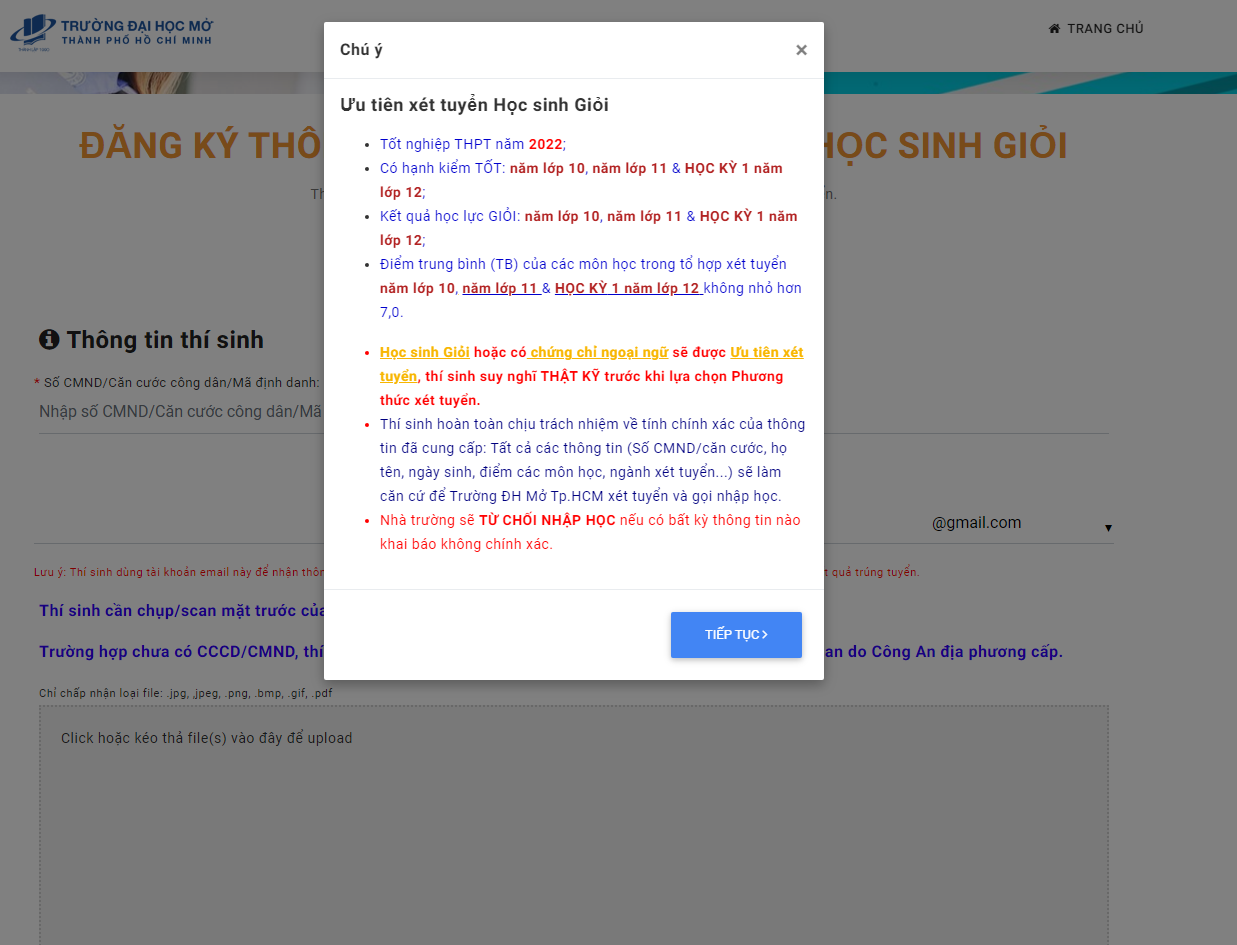 TRƯỜNG ĐẠI HỌC MỞ
THÀNH PHỐ HỒ CHÍ MINH
TRANG CHỦ
Chú ý
×
ĐĂNG KÝ THÔ
HỌC SINH GIỎI
Ưu tiên xét tuyển Học sinh Giỏi
Tốt nghiệp THPT năm 2022;
Có hạnh kiểm TỐT: năm lớp 10, năm lớp 11 & HỌC KỲ 1 năm
lớp 12;
Kết quả học lực GIỎI: năm lớp 10, năm lớp 11 & HỌC KỲ 1 năm
lớp 12;
Điểm trung bình (TB) của các môn học trong tổ hợp xét tuyển
năm lớp 10, năm lớp 11 & HỌC KỲ 1 năm lớp 12 không nhỏ hơn
7,0.
Học sinh Giỏi hoặc có chứng chỉ ngoại ngữ sẽ được Ưu tiên xét
tuyển, thí sinh suy nghĩ THẬT KỸ trước khi lựa chọn Phương
thức xét tuyển.
Thí sinh hoàn toàn chịu trách nhiệm về tính chính xác của thông
tin đã cung cấp: Tất cả các thông tin (Số CMND/căn cước, họ
tên, ngày sinh, điểm các môn học, ngành xét tuyển...) sẽ làm
căn cứ để Trường ĐH Mở Tp.HCM xét tuyển và gọi nhập học.
Nhà trường sẽ TỪ CHỐI NHẬP HỌC nếu có bất kỳ thông tin nào
khai báo không chính xác.
TIẾP TỤC
Thông tin thí sinh
* Số CMND/Căn cước công dân/Mã định danh:
Nhập số CMND/Căn cước công dân/Mã
@gmail.com
Lưu ý: Thí sinh dùng tài khoản email này để nhận thôn
t quả trúng tuyển.
Thí sinh cần chụp/scan mặt trước của
Trường hợp chưa có CCCD/CMND, thí
an do Công An địa phương cấp.
Chỉ chấp nhận loại file: .jpg, .jpeg, .png, .bmp, .gif, .pdf
Click hoặc kéo thả file(s) vào đây để upload